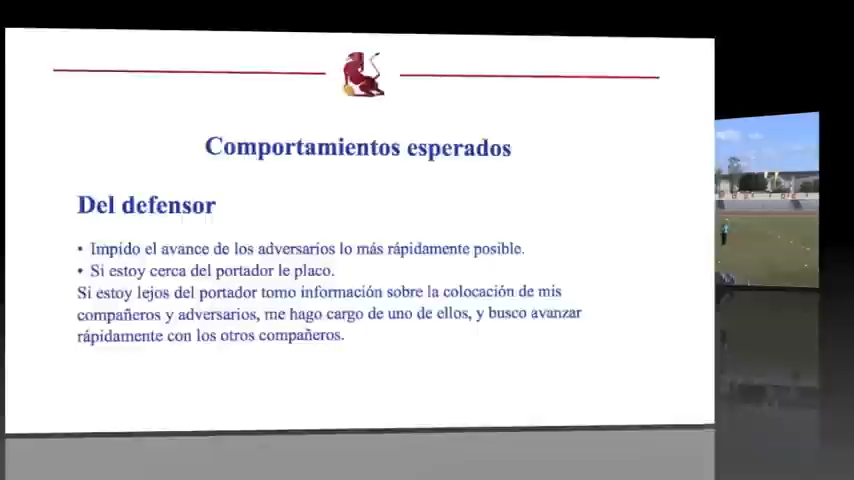 Comportamientos esperados
Del defensor
• Impido el avance de los adversarios lo más rápidamente posible.
• Si estoy cerca del portador le placo.
Si estoy lejos del portador tomo información sobre la colocación de mis
compañeros y adversarios, me hago cargo de uno de ellos, y busco avanzar
rápidamente con los otros compañeros.